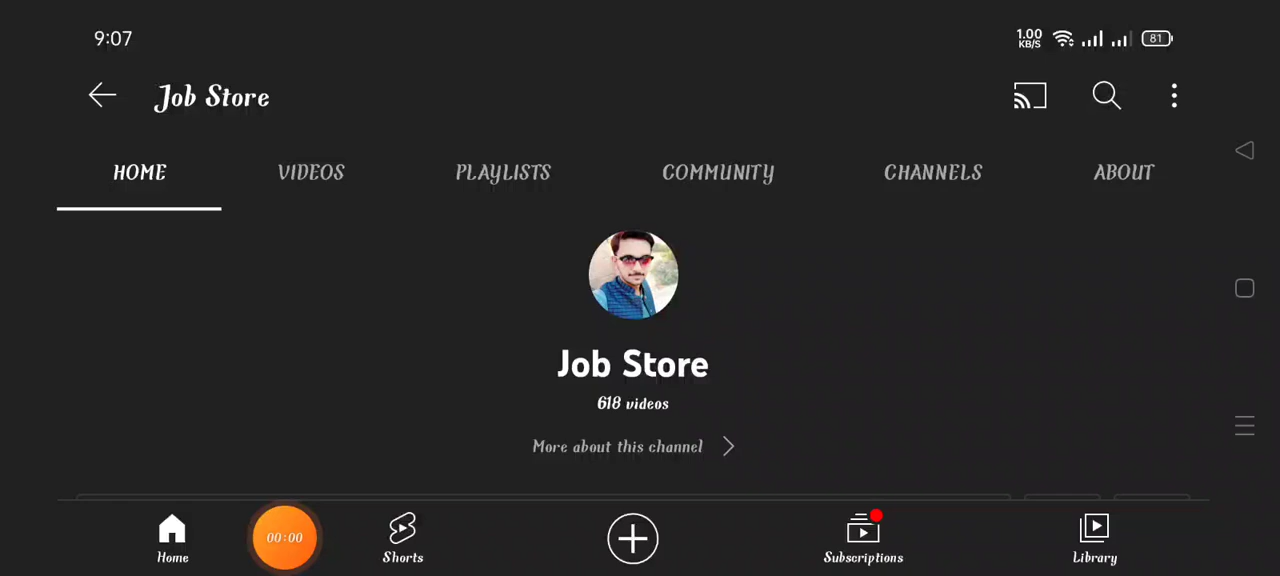 9:07
1.00
KB/S
81
Job Store
HOME VIDEOS PLAYLISTS COMMUNITY CHANNELS ABOUT
Job Store
618 videos
More about this channel
00:00
Home Shorts Subscriptions Library